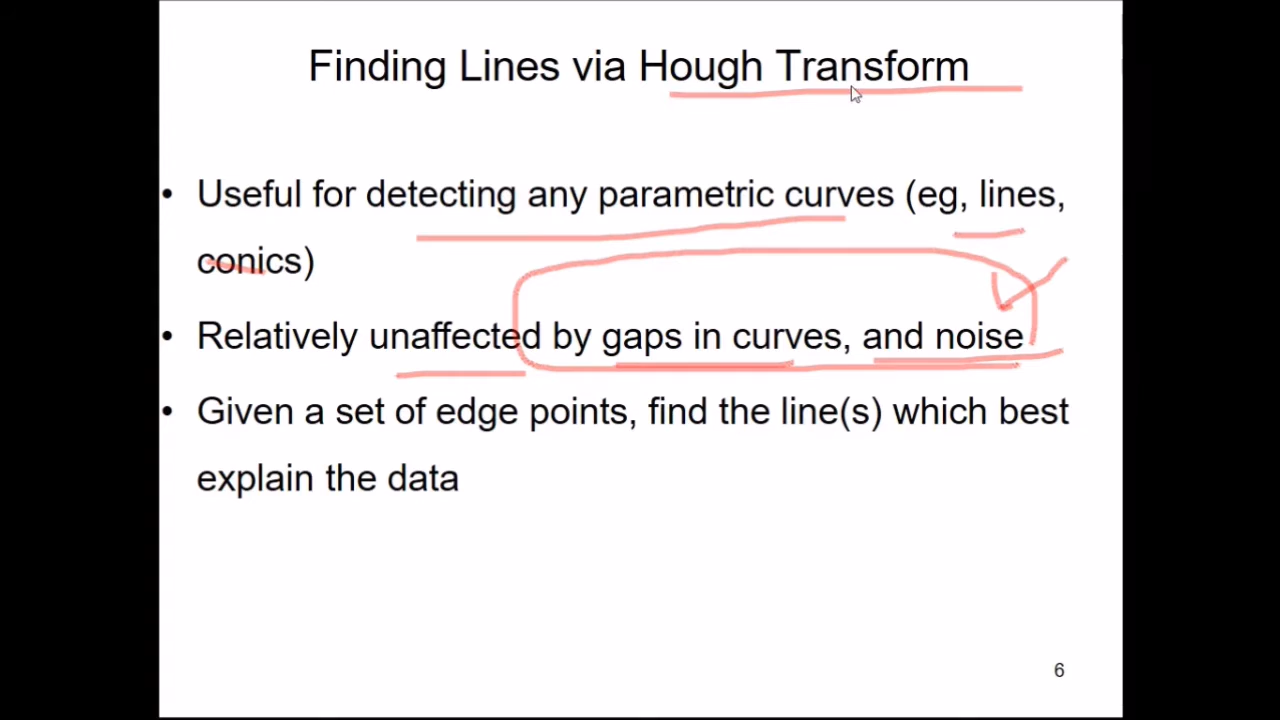 Finding Lines via Hough Transform
• Useful for detecting any parametric curves (eg, lines,
conics)
• Relatively unaffected by gaps in curves, and noise
• Given a set of edge points, find the line(s) which best
explain the data
6